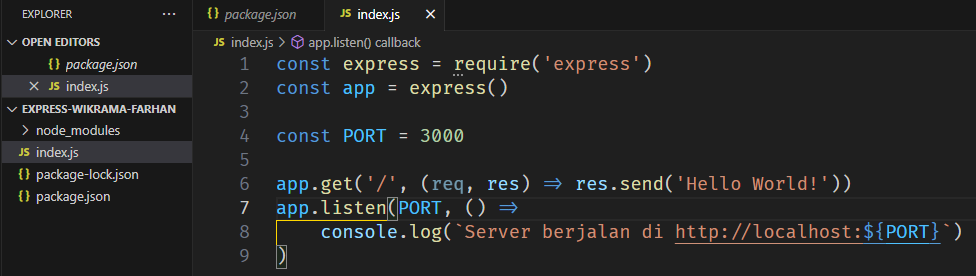 EXPLORER
OPEN EDITORS
{} package.json
JS index.js
EXPRESS-WIKRAMA-FARHAN
node_modules
JS index.js
{} package-lock.json
{} package.json
{} package.json
JS index.js
JS index.js > app.listen() callback
1 const express = require('express')
2 const app = express()
3
4 const PORT = 3000
5
6 app.get('/', (req, res) => res.send('Hello World!'))
7 app.listen(PORT, () =>
8     console.log(`Server berjalan di http://localhost:${PORT}`)
9 )